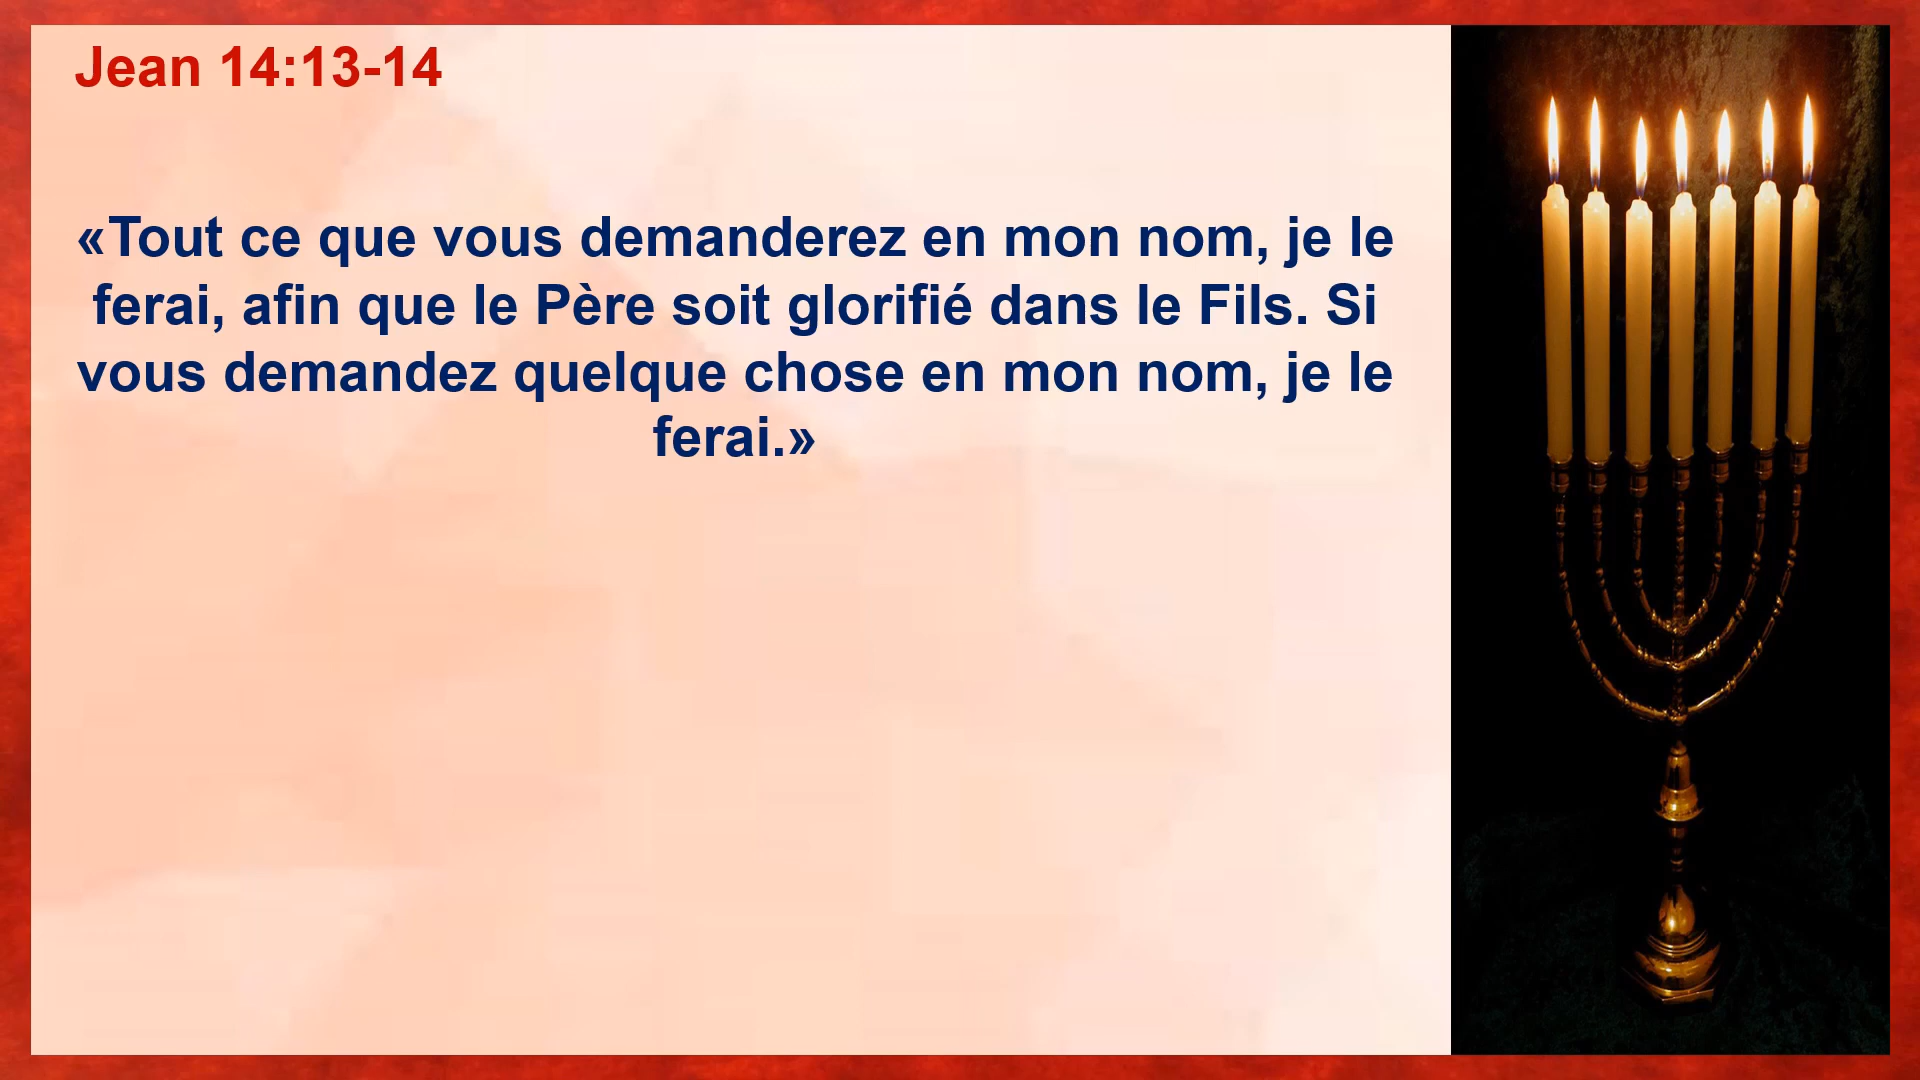 Jean 14:13-14
«Tout ce que vous demanderez en mon nom, je le
ferai, afin que le Père soit glorifié dans le Fils. Si
vous demandez quelque chose en mon nom, je le
ferai.»